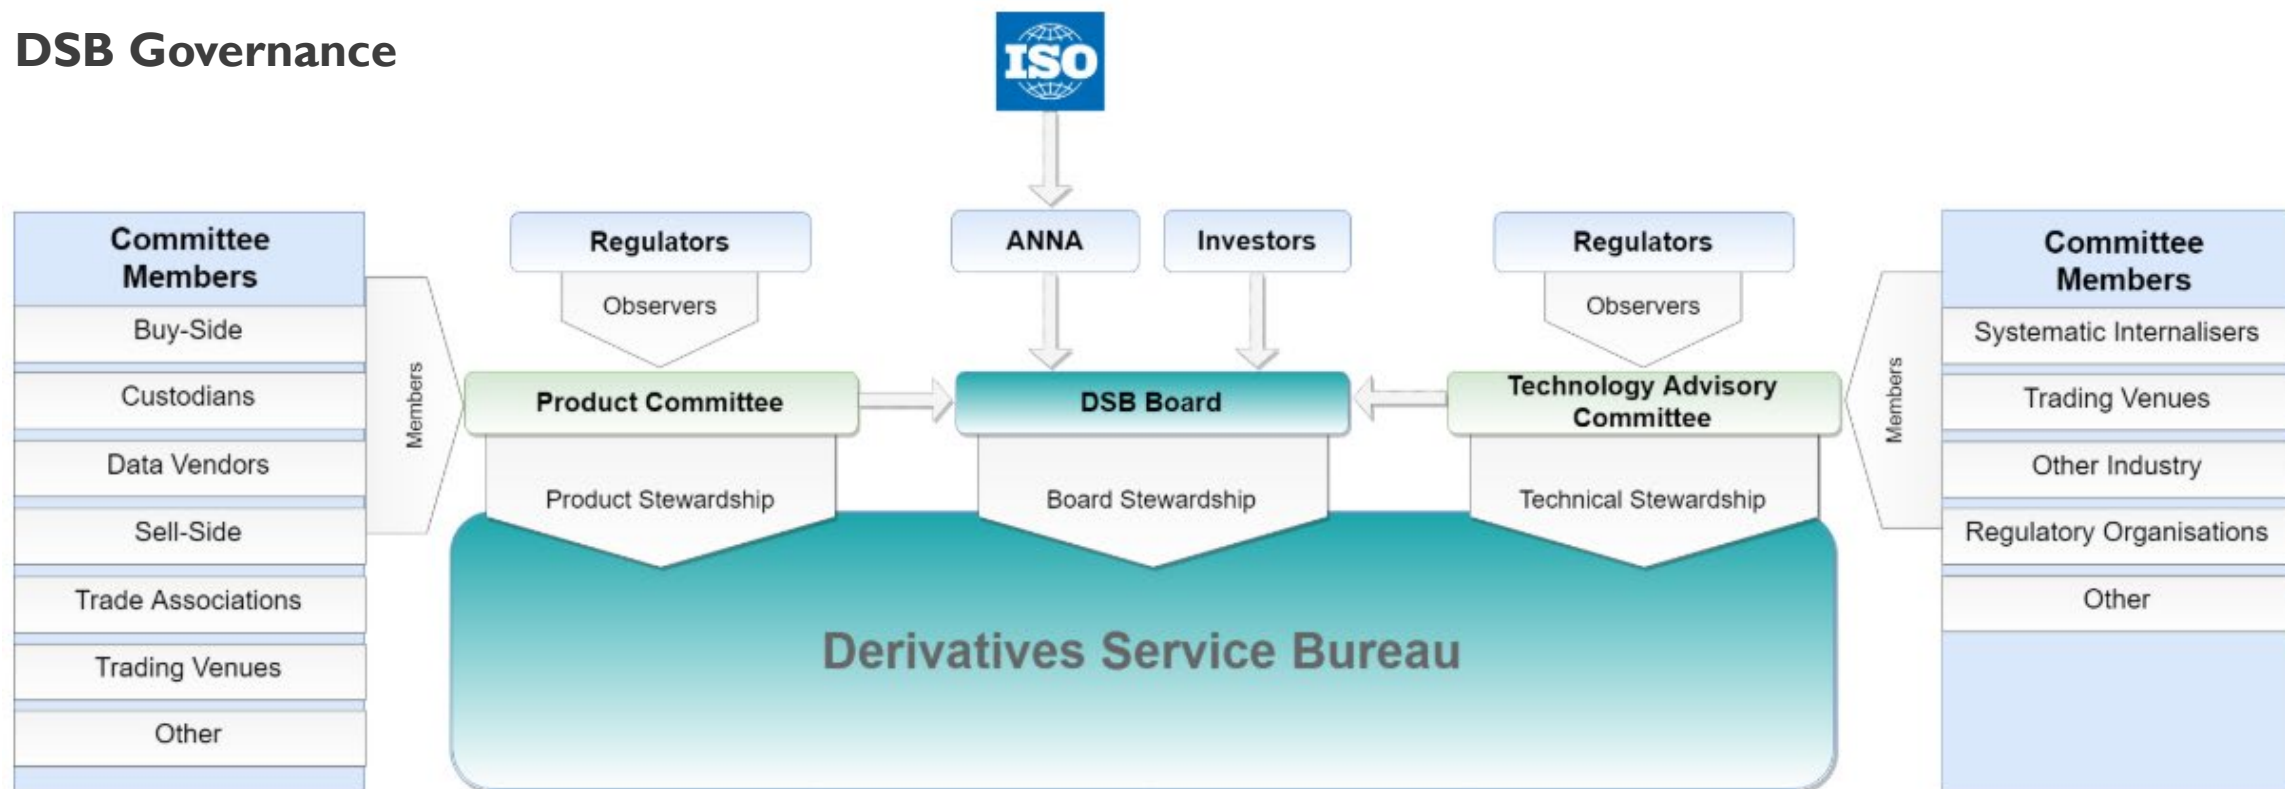 DSB Governance
ISO
Committee
Members
Buy-Side
Custodians
Data Vendors
Sell-Side
Trade Associations
Trading Venues
Other
Members
Regulators
Observers
Product Committee
Product Stewardship
ANNA
Investors
DSB Board
Board Stewardship
Regulators
Observers
Technology Advisory
Committee
Technical Stewardship
Derivatives Service Bureau
Members
Committee
Members
Systematic Internalisers
Trading Venues
Other Industry
Regulatory Organisations
Other